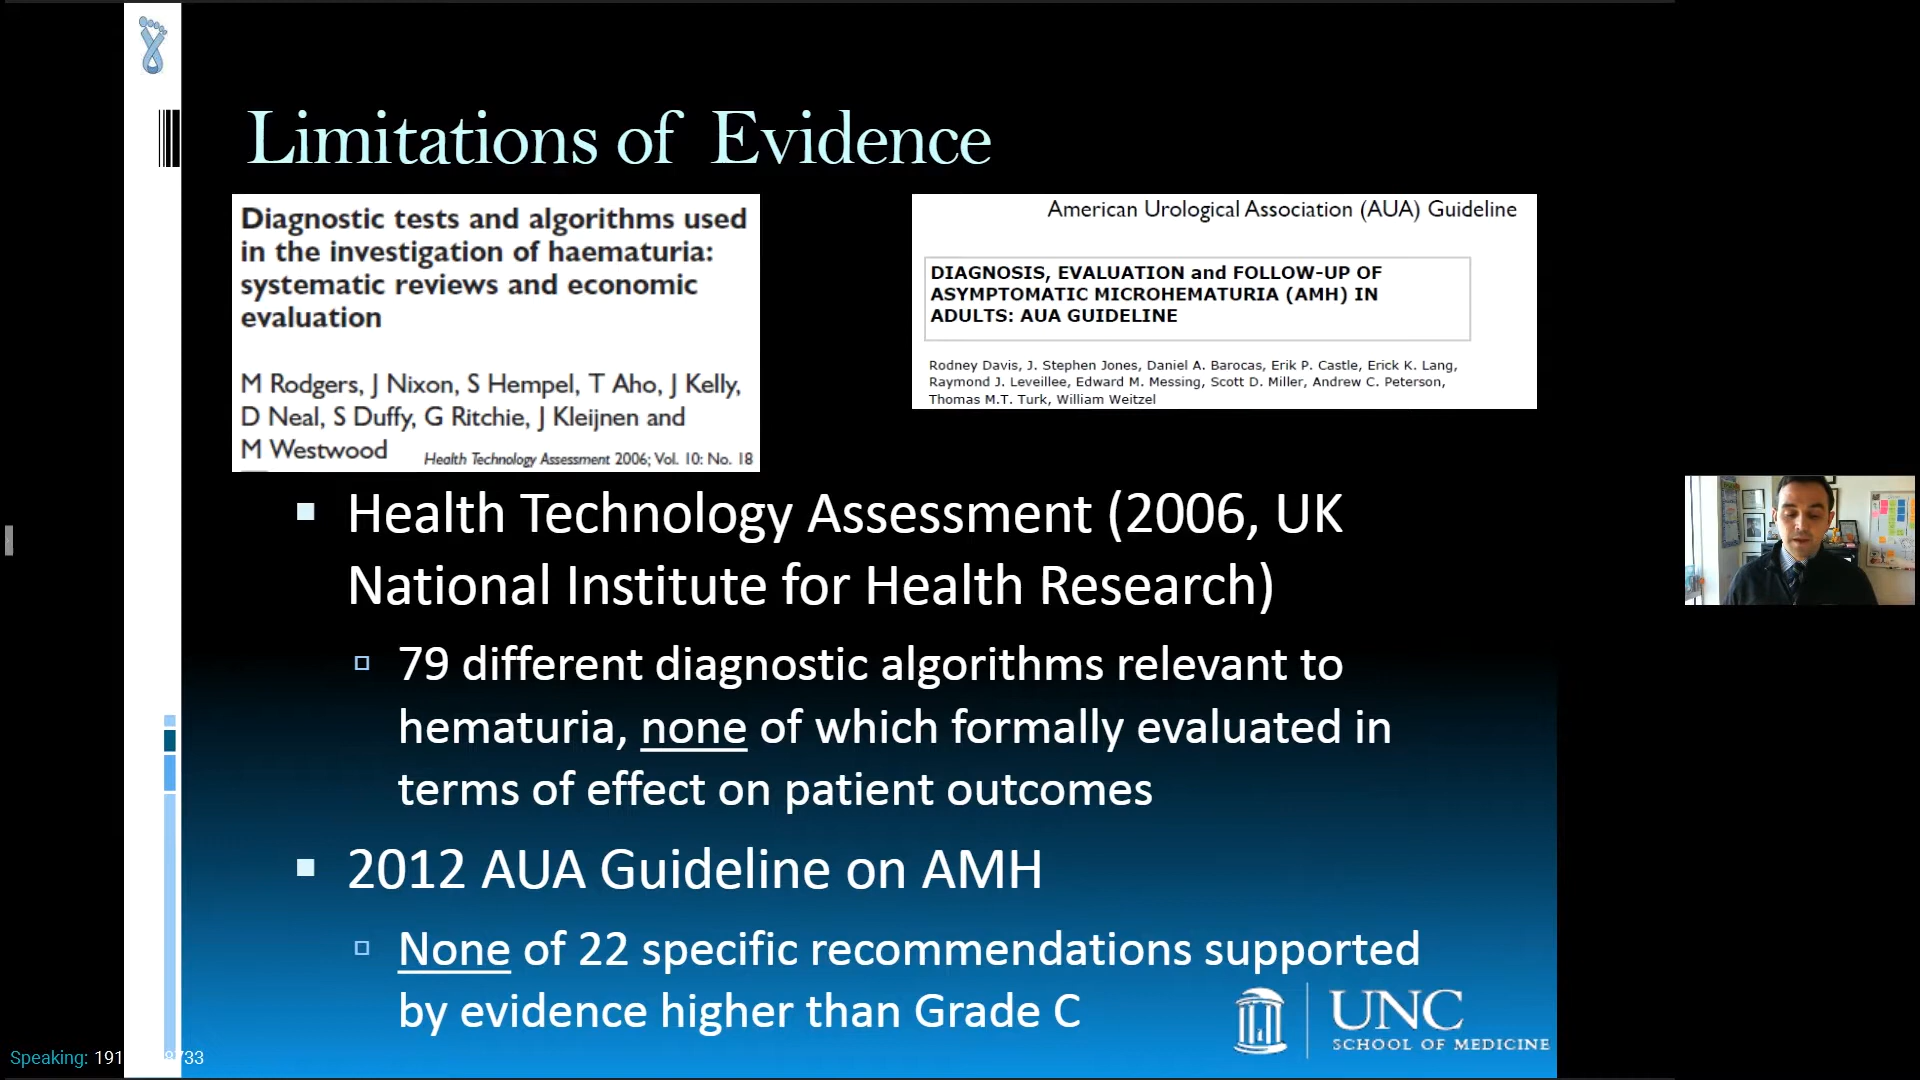 Limitations of Evidence
Diagnostic tests and algorithms used
in the investigation of haematuria:
systematic reviews and economic
evaluation
M Rodgers, J Nixon, S Hempel, T Aho, J Kelly,
D Neal, S Duffy, G Ritchie, J Kleijnen and
M Westwood
Health Technology Assessment 2006; Vol. 10: No. 18
American Urological Association (AUA) Guideline
DIAGNOSIS, EVALUATION and FOLLOW-UP OF
ASYMPTOMATIC MICROHEMATURIA (AMH) IN
ADULTS: AUA GUIDELINE
Rodney Davis, J. Stephen Jones, Daniel A. Barocas, Erik P. Castle, Erick K. Lang,
Raymond J. Leveillee, Edward M. Messing, Scott D. Miller, Andrew C. Peterson,
Thomas M.T. Turk, William Weitzel
Health Technology Assessment (2006, UK
National Institute for Health Research)
79 different diagnostic algorithms relevant to
hematuria, none of which formally evaluated in
terms of effect on patient outcomes
2012 AUA Guideline on AMH
None of 22 specific recommendations supported
by evidence higher than Grade C
UNC
SCHOOL OF MEDICINE
Speaking: